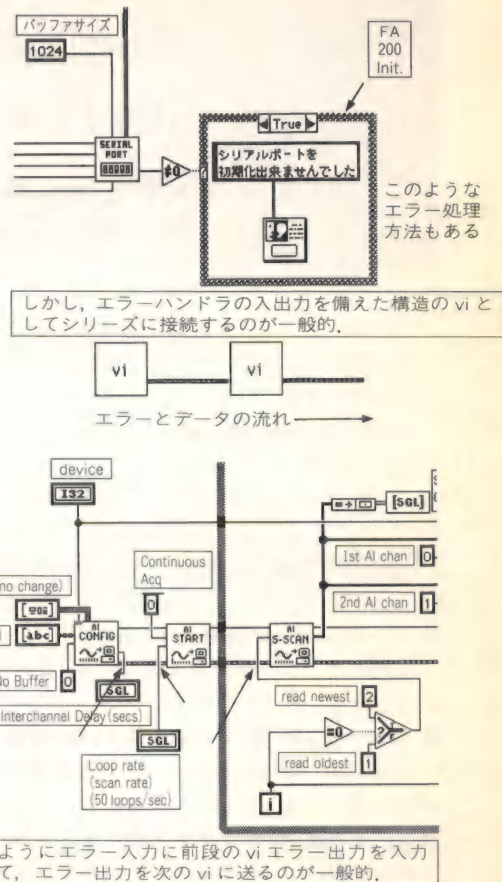 バッファサイズ
1024
FA
200
Init.
True
SERIAL
PORT
≠0
?
シリアルポートを
初期化出来ませんでした
このような
エラー処理
方法もある
しかし，エラーハンドラの入出力を備えた構造の vi と
してシリーズに接続するのが一般的．
vi
vi
エラーとデータの流れ
device
I32
no change)
[abc]
No Buffer
0
AI
CONFIG
SGL
Interchannel Delay (secs)
Continuous
Acq
0
AI
START
SGL
Loop rate
(scan rate)
(50 loops/sec)
AI
S-SCAN
[SGL]
1st AI chan
0
2nd AI chan
1
read newest
2
=0
?
read oldest
1
i
ようにエラー入力に前段の vi エラー出力を入力
て，エラー出力を次の vi に送るのが一般的．